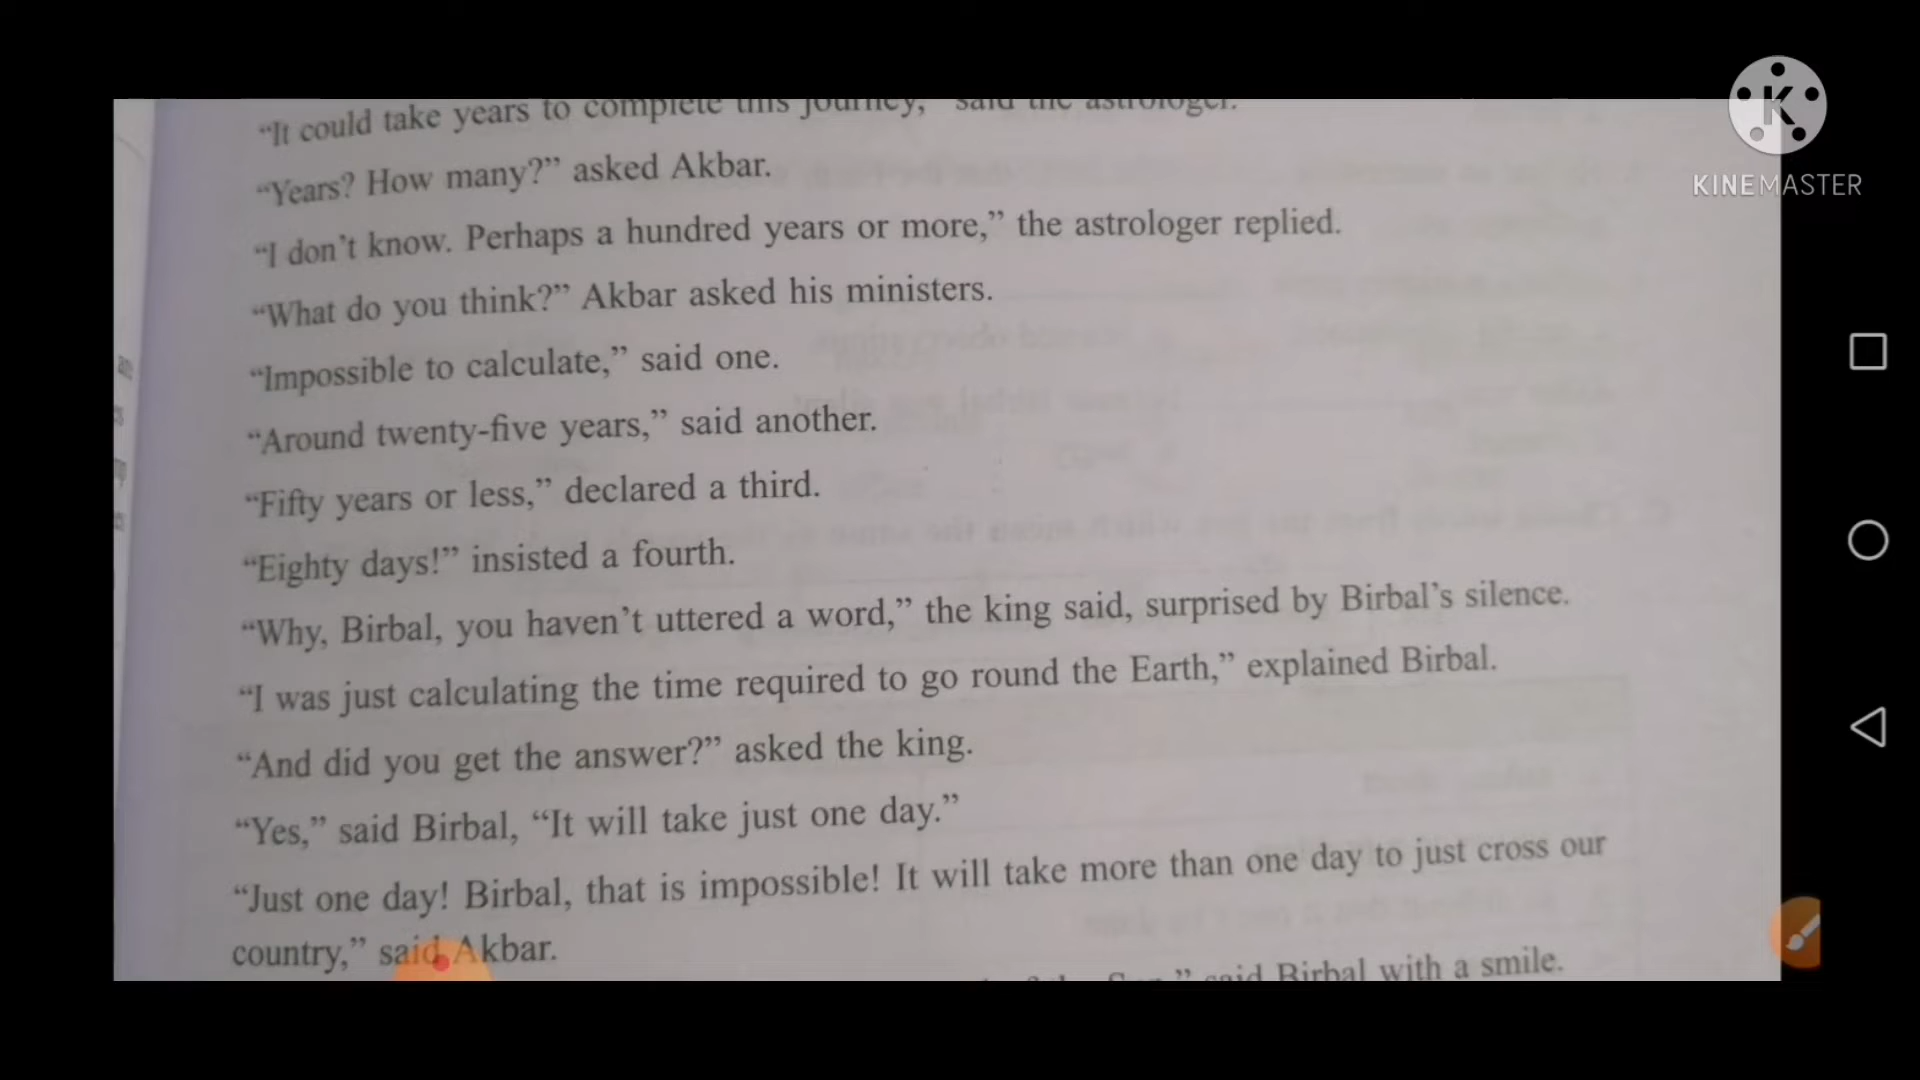 “It could take years to complete this journey,” said the astrologer.
“Years? How many?” asked Akbar.
“I don’t know. Perhaps a hundred years or more,” the astrologer replied.
“What do you think?” Akbar asked his ministers.
“Impossible to calculate,” said one.
“Around twenty-five years,” said another.
“Fifty years or less,” declared a third.
“Eighty days!” insisted a fourth.
“Why, Birbal, you haven’t uttered a word,” the king said, surprised by Birbal’s silence.
“I was just calculating the time required to go round the Earth,” explained Birbal.
“And did you get the answer?” asked the king.
“Yes,” said Birbal, “It will take just one day.”
“Just one day! Birbal, that is impossible! It will take more than one day to just cross our
country,” said Akbar.
said Birbal with a smile.
K
KINEMASTER